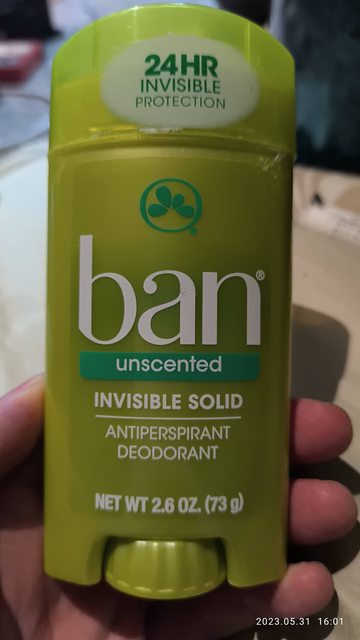 24HR
INVISIBLE
PROTECTION
ban®
unscented
INVISIBLE SOLID
ANTIPERSPIRANT
DEODORANT
NET WT 2.6 OZ. (73 g)
2023.05.31 16:01